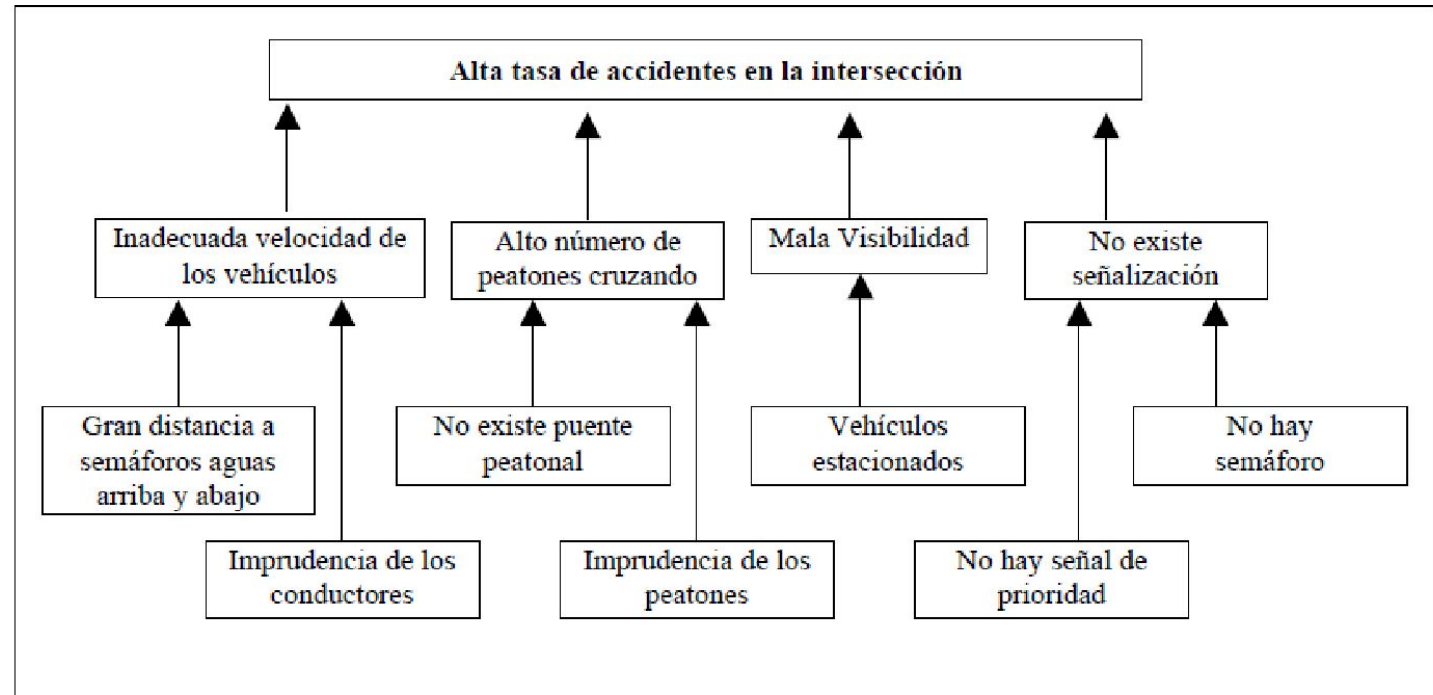 Alta tasa de accidentes en la intersección
Inadecuada velocidad de
los vehículos
Alto número de
peatones cruzando
Mala Visibilidad
No existe
señalización
Gran distancia a
semáforos aguas
arriba y abajo
No existe puente
peatonal
Vehículos
estacionados
No hay
semáforo
Imprudencia de los
conductores
Imprudencia de los
peatones
No hay señal de
prioridad